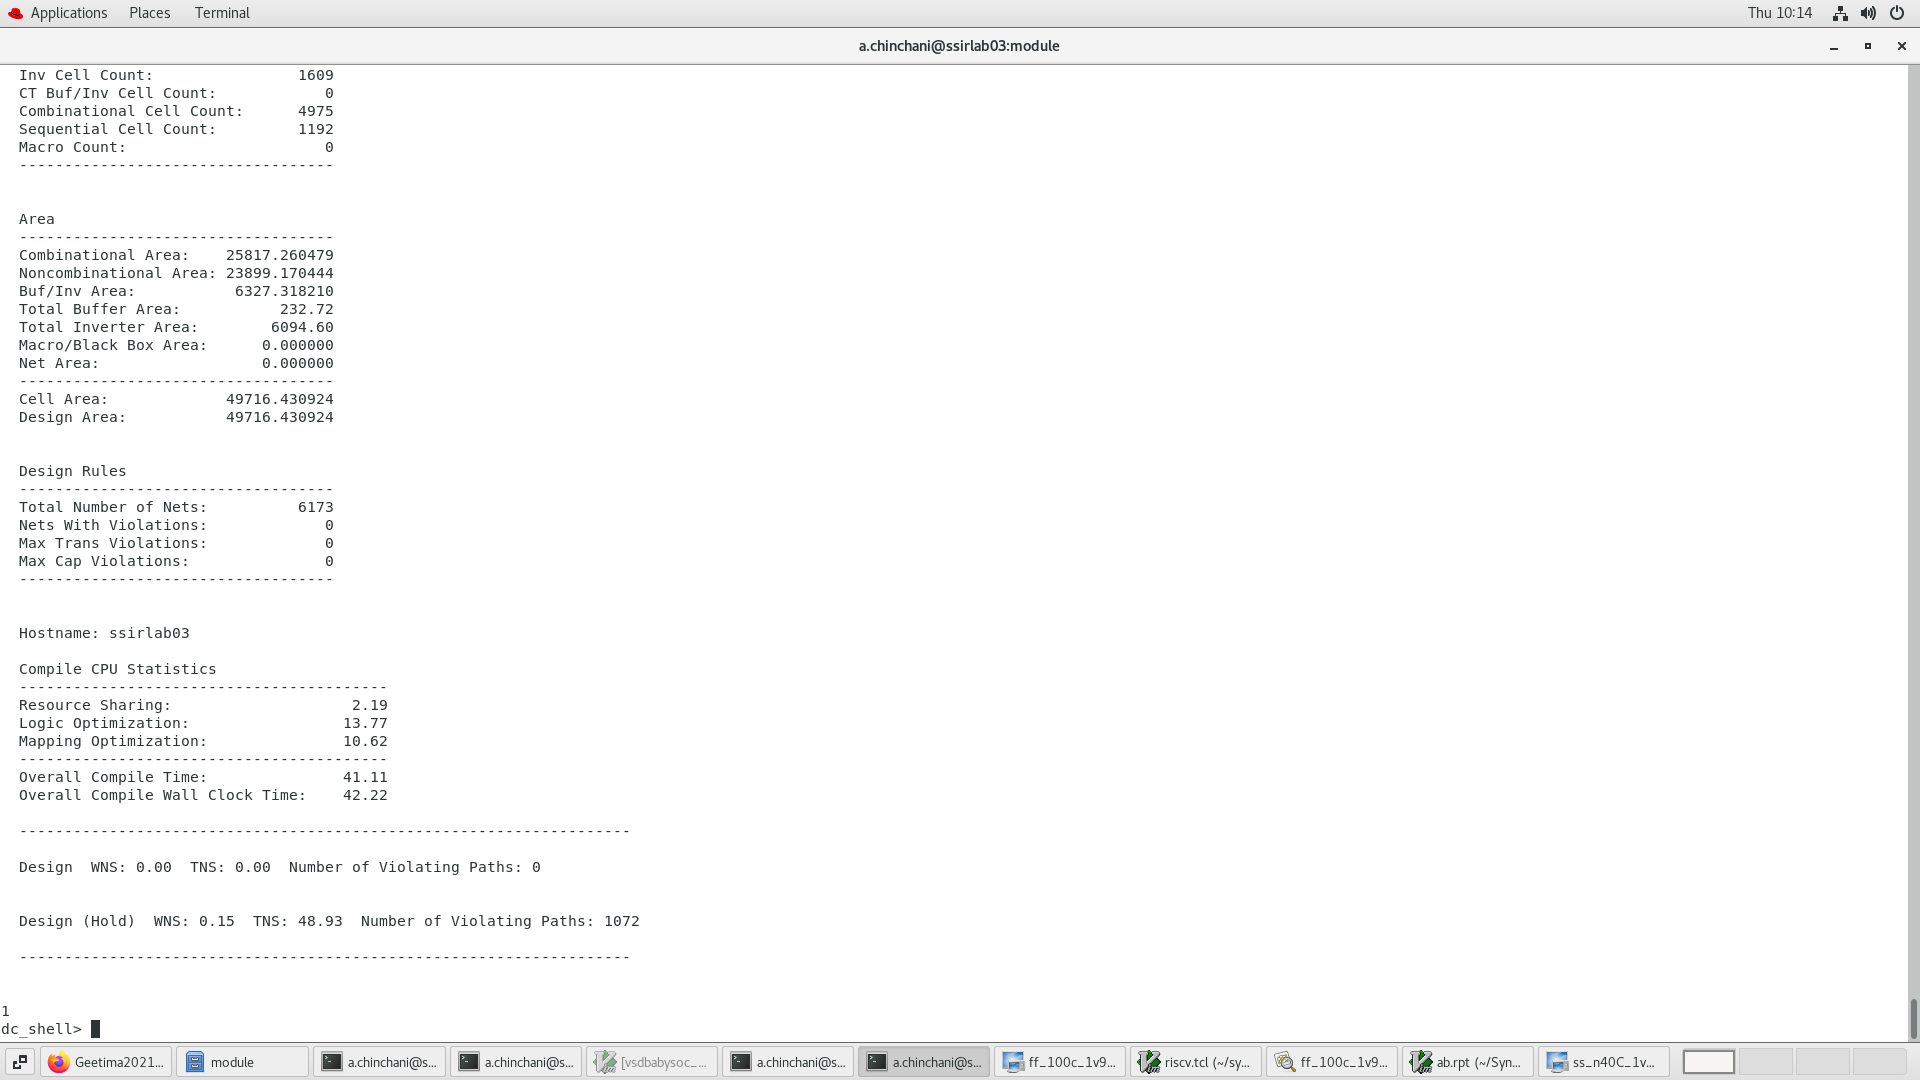 Applications Places Terminal Thu 10:14
a.chinchani@ssirlab03:module
Inv Cell Count: 1609
CT Buf/Inv Cell Count: 0
Combinational Cell Count: 4975
Sequential Cell Count: 1192
Macro Count: 0
-----------------------------------
Area
-----------------------------------
Combinational Area: 25817.260479
Noncombinational Area: 23899.170444
Buf/Inv Area: 6327.318210
Total Buffer Area: 232.72
Total Inverter Area: 6094.60
Macro/Black Box Area: 0.000000
Net Area: 0.000000
-----------------------------------
Cell Area: 49716.430924
Design Area: 49716.430924
Design Rules
-----------------------------------
Total Number of Nets: 6173
Nets With Violations: 0
Max Trans Violations: 0
Max Cap Violations: 0
-----------------------------------
Hostname: ssirlab03
Compile CPU Statistics
-----------------------------------------
Resource Sharing: 2.19
Logic Optimization: 13.77
Mapping Optimization: 10.62
-----------------------------------------
Overall Compile Time: 41.11
Overall Compile Wall Clock Time: 42.22
--------------------------------------------------------------------
Design WNS: 0.00 TNS: 0.00 Number of Violating Paths: 0
Design (Hold) WNS: 0.15 TNS: 48.93 Number of Violating Paths: 1072
--------------------------------------------------------------------
1
dc_shell>
Geetima2021... module a.chinchani@s... a.chinchani@s... [vsdbabysoc_... a.chinchani@s... a.chinchani@s... ff_100c_1v9... riscv.tcl (~/sy... ff_100c_1v9... ab.rpt (~/Syn... ss_n40C_1v...